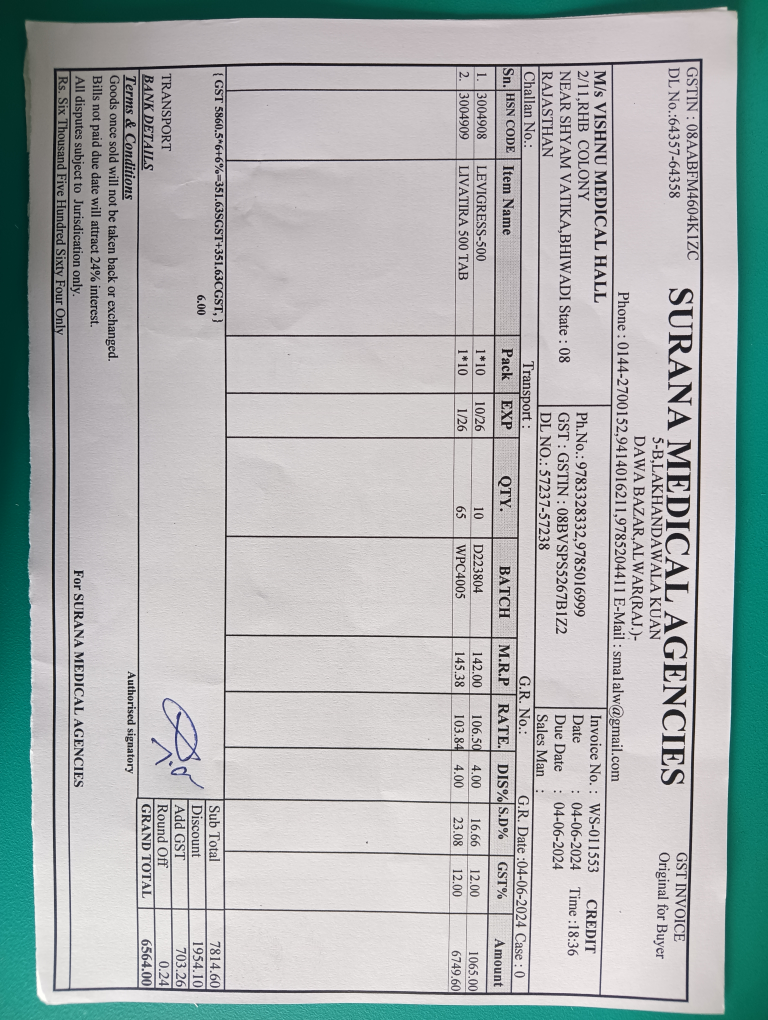 GSTIN : 08AABFM4604K1ZC
DL No.:64357-64358
GST INVOICE
Original for Buyer
SURANA MEDICAL AGENCIES
5-B,LAKHANDAWALA KUAN
DAWA BAZAR,ALWAR(RAJ.)-
Phone : 0144-2700152,9414016211,9785204411 E-Mail : sma1alw@gmail.com
M/s VISHNU MEDICAL HALL
2/11,RHB COLONY
NEAR SHYAM VATIKA,BHIWADI State : 08
RAJASTHAN
Ph.No.: 9783328332,9785016999
GST : GSTIN : 08BVSPS5267B1Z2
DL NO.: 57237-57238
CREDIT
Invoice No. : WS-011553
Date : 04-06-2024 Time :18:36
Due Date : 04-06-2024
Sales Man :
Challan No.: Transport : G.R. No.: G.R. Date :04-06-2024 Case : 0
Sn. HSN CODE Item Name Pack EXP QTY. BATCH M.R.P RATE. DIS% S.D% GST% Amount
1. 3004908 LEVIGRESS-500 1*10 10/26 10 D223804 142.00 106.50 4.00 16.66 12.00 1065.00
2. 3004909 LIVATIRA 500 TAB 1*10 1/26 65 WPC4005 145.38 103.84 4.00 23.08 12.00 6749.60
{ GST 5860.5*6+6%=351.63SGST+351.63CGST, }
6.00
TRANSPORT
BANK DETAILS
Sub Total 7814.60
Discount 1954.10
Add GST 703.26
Round Off 0.24
GRAND TOTAL 6564.00
Terms & Conditions
Goods once sold will not be taken back or exchanged.
Bills not paid due date will attract 24% interest.
All disputes subject to Jurisdication only.
Authorised signatory
For SURANA MEDICAL AGENCIES
Rs. Six Thousand Five Hundred Sixty Four Only